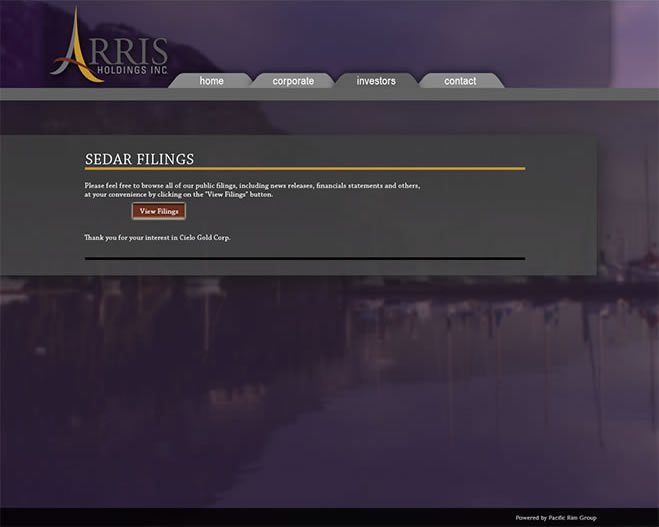 ARRIS
HOLDINGS INC.
home corporate investors contact
SEDAR FILINGS
Please feel free to browse all of our public filings, including news releases, financials statements and others,
at your convenience by clicking on the "View Filings" button.
View Filings
Thank you for your interest in Cielo Gold Corp.
Powered by Pacific Rim Group